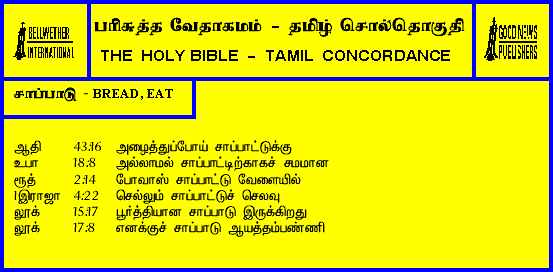 BELLWETHER
INTERNATIONAL
பரிசுத்த வேதாகமம் - தமிழ் சொல்தொகுதி
THE HOLY BIBLE - TAMIL CONCORDANCE
GOOD NEWS
PUBLISHERS
சாப்பாடு - BREAD, EAT
ஆதி 43:16 அழைத்துப்போய் சாப்பாட்டுக்கு
உபா 18:8 அல்லாமல் சாப்பாட்டிற்காகச் சமமான
ரூத் 2:14 போவாஸ் சாப்பாட்டு வேளையில்
1இராஜா 4:22 செல்லும் சாப்பாட்டுச் செலவு
லூக் 15:17 பூர்த்தியான சாப்பாடு இருக்கிறது
லூக் 17:8 எனக்குச் சாப்பாடு ஆயத்தம்பண்ணி